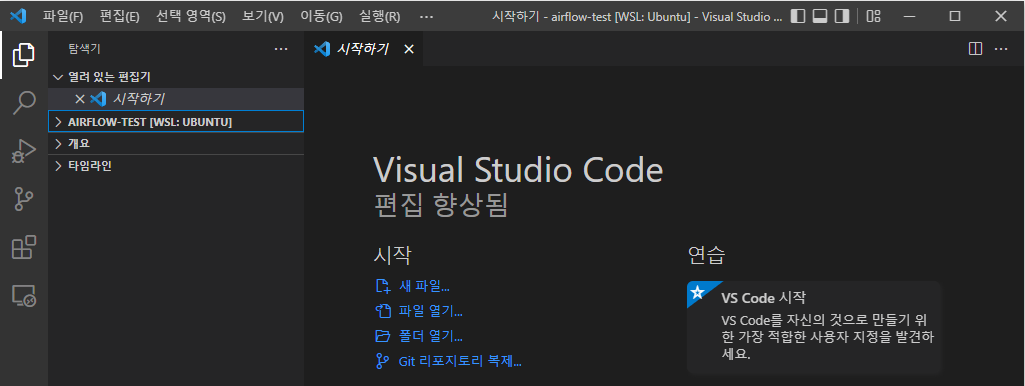 파일(F) 편집(E) 선택 영역(S) 보기(V) 이동(G) 실행(R) ··· 시작하기 - airflow-test [WSL: Ubuntu] - Visual Studio ...
탐색기 ···
시작하기 ···
열려 있는 편집기
시작하기
AIRFLOW-TEST [WSL: UBUNTU]
개요
타임라인
Visual Studio Code
편집 향상됨
시작
새 파일...
파일 열기...
폴더 열기...
Git 리포지토리 복제...
연습
VS Code 시작
VS Code를 자신의 것으로 만들기 위
한 가장 적합한 사용자 지정을 발견하
세요.